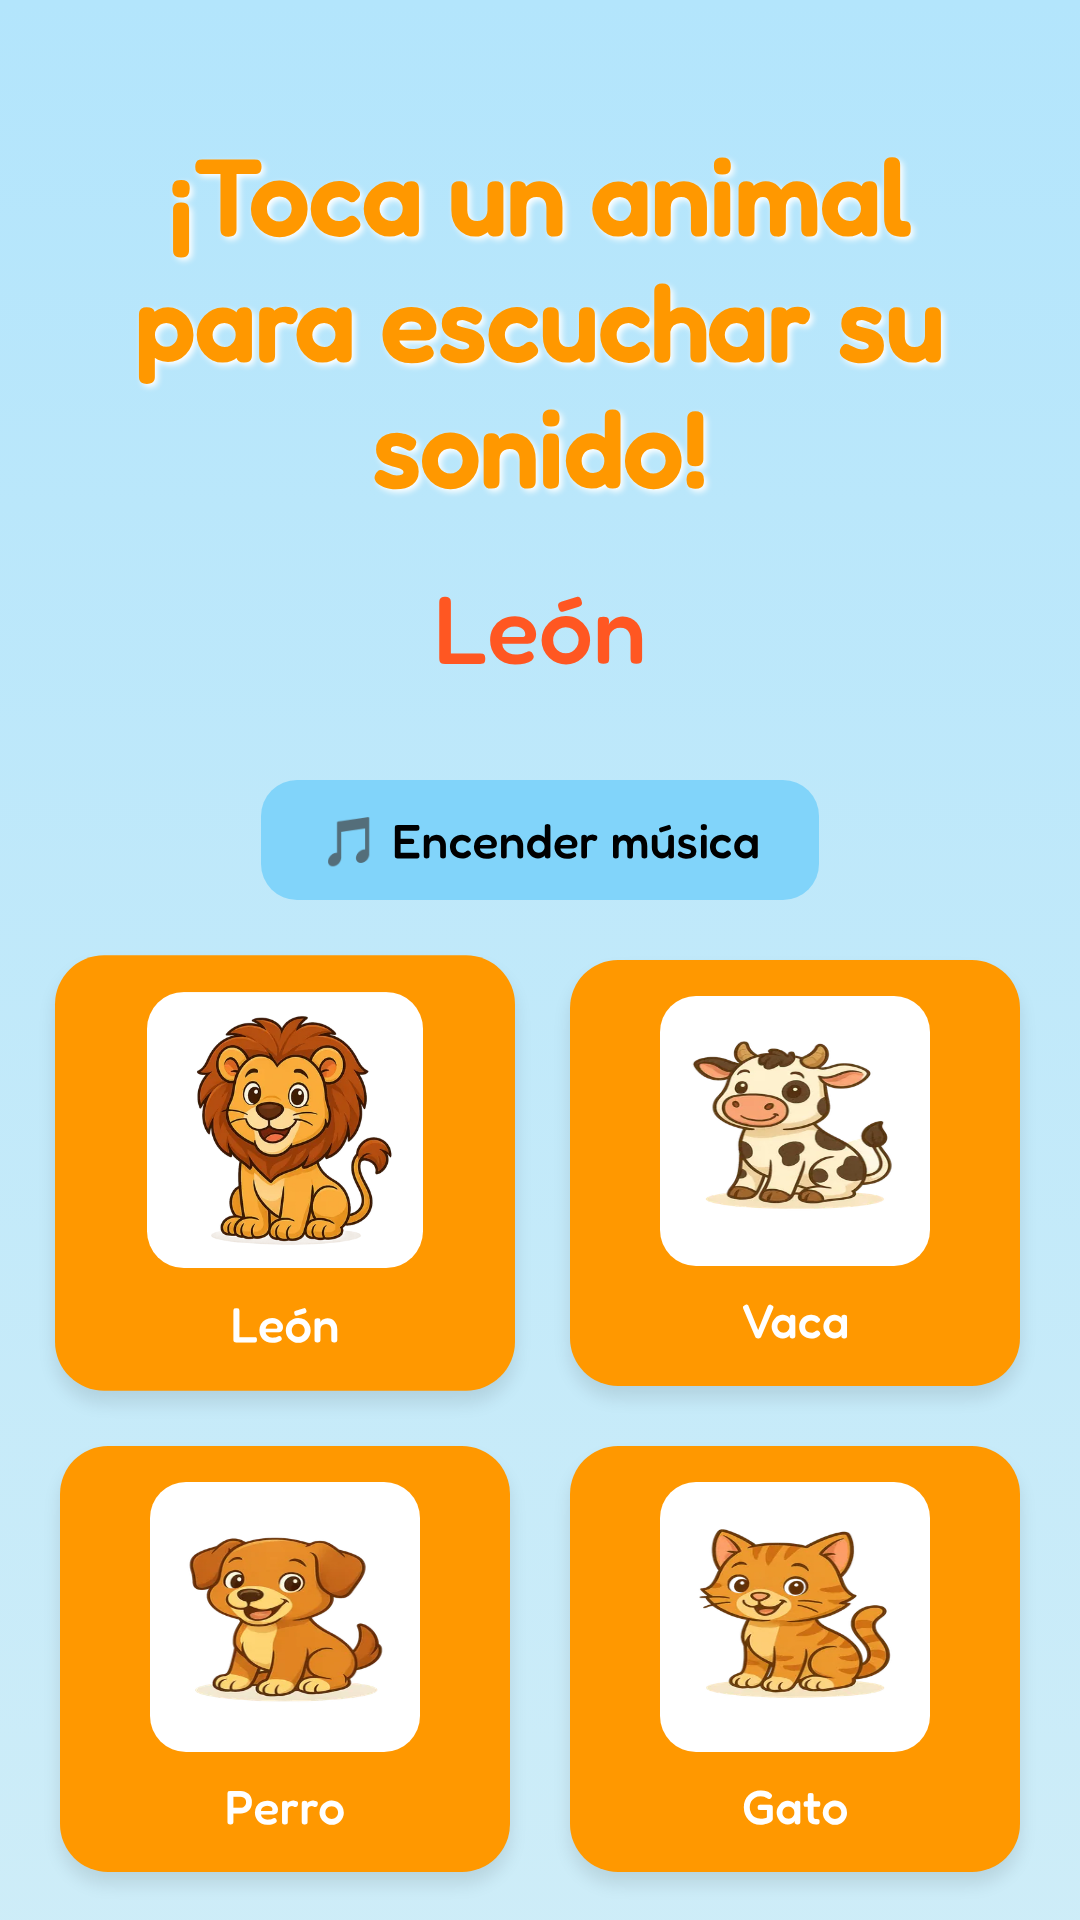 ¡Toca un animal
para escuchar su
sonido!
León
🎵 Encender música
León
Vaca
Perro
Gato